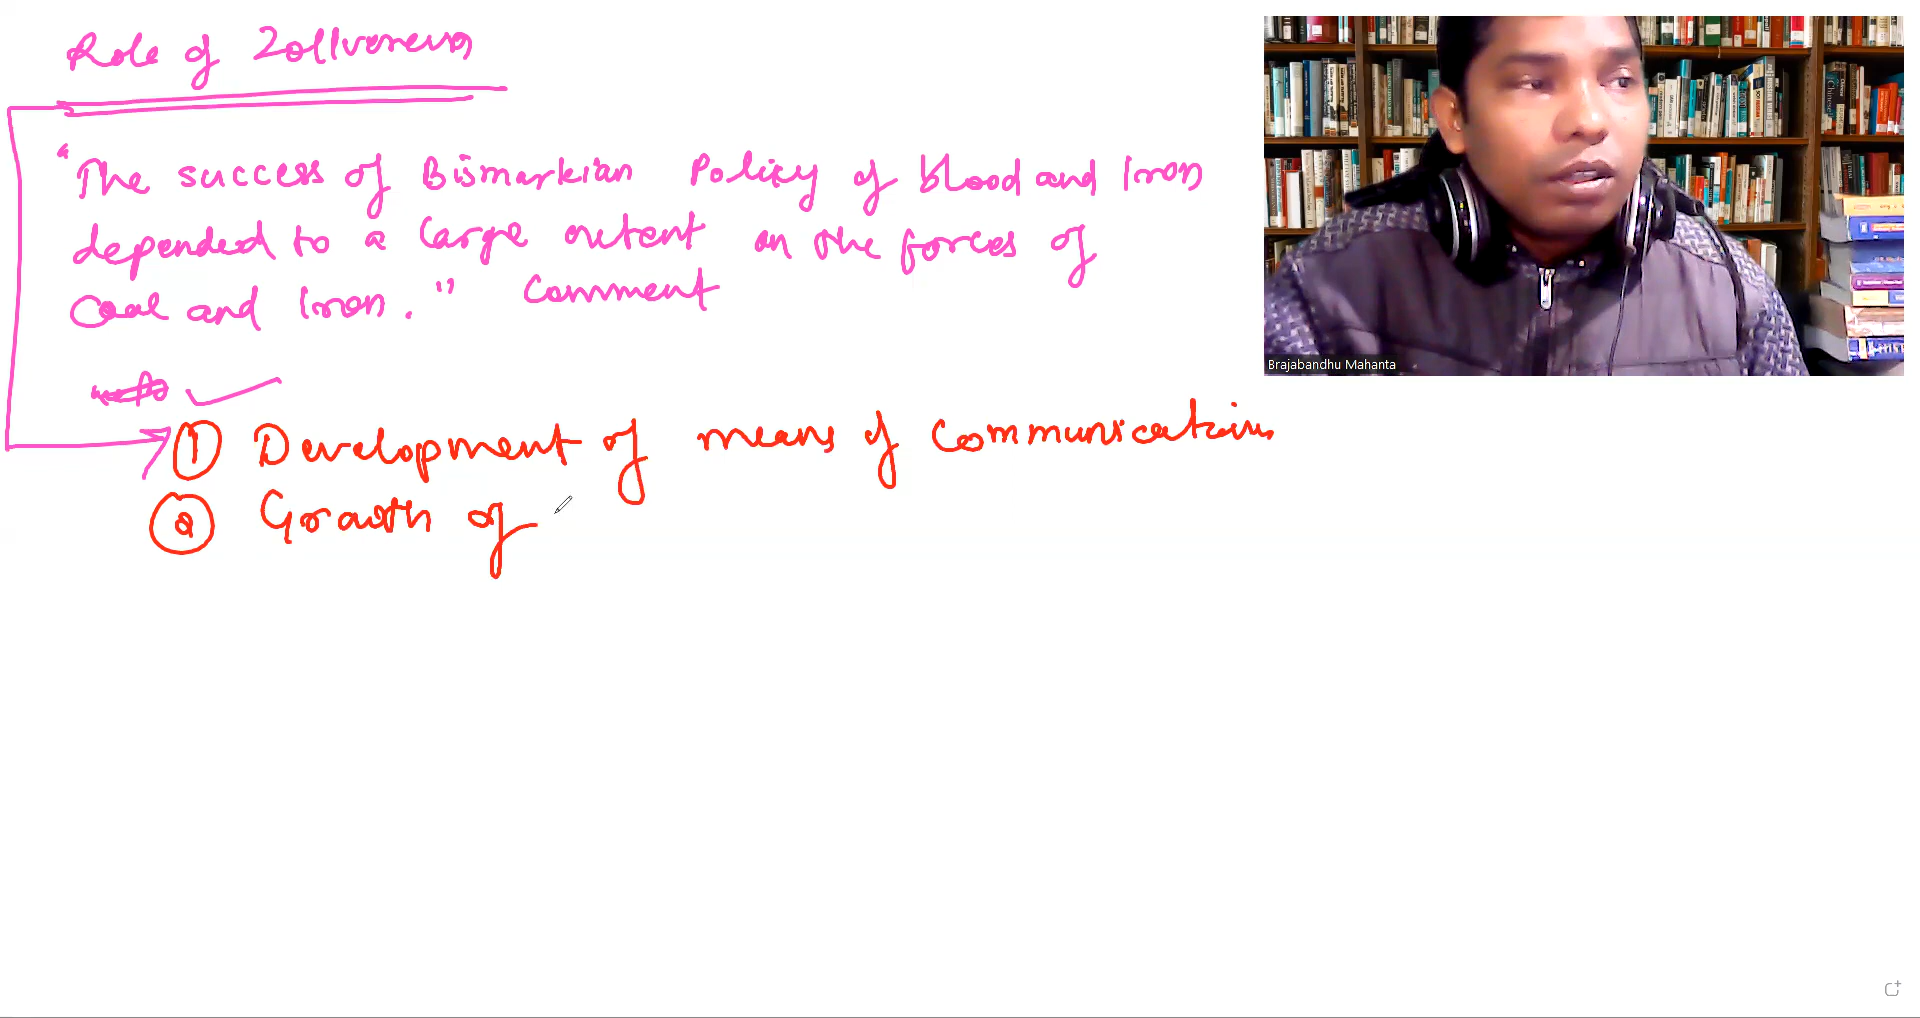 Role of Zollverein
"The success of Bismarkian Policy of blood and Iron
depended to a large extent on the forces of
Coal and Iron." Comment
① Development of means of communications
② Growth of
Brajabandhu Mahanta